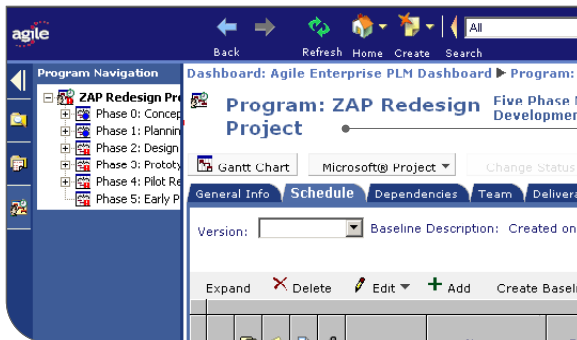 agile
Back Refresh Home Create Search
All
Program Navigation
Dashboard: Agile Enterprise PLM Dashboard ▶ Program:
ZAP Redesign Pr
Phase 0: Concep
Phase 1: Plannin
Phase 2: Design
Phase 3: Prototy
Phase 4: Pilot Re
Phase 5: Early P
Program: ZAP Redesign
Project
Five Phase
Developme
Gantt Chart Microsoft® Project Change Status
General Info Schedule Dependencies Team Delivera
Version: Baseline Description: Created on
Expand Delete Edit Add Create Baseli